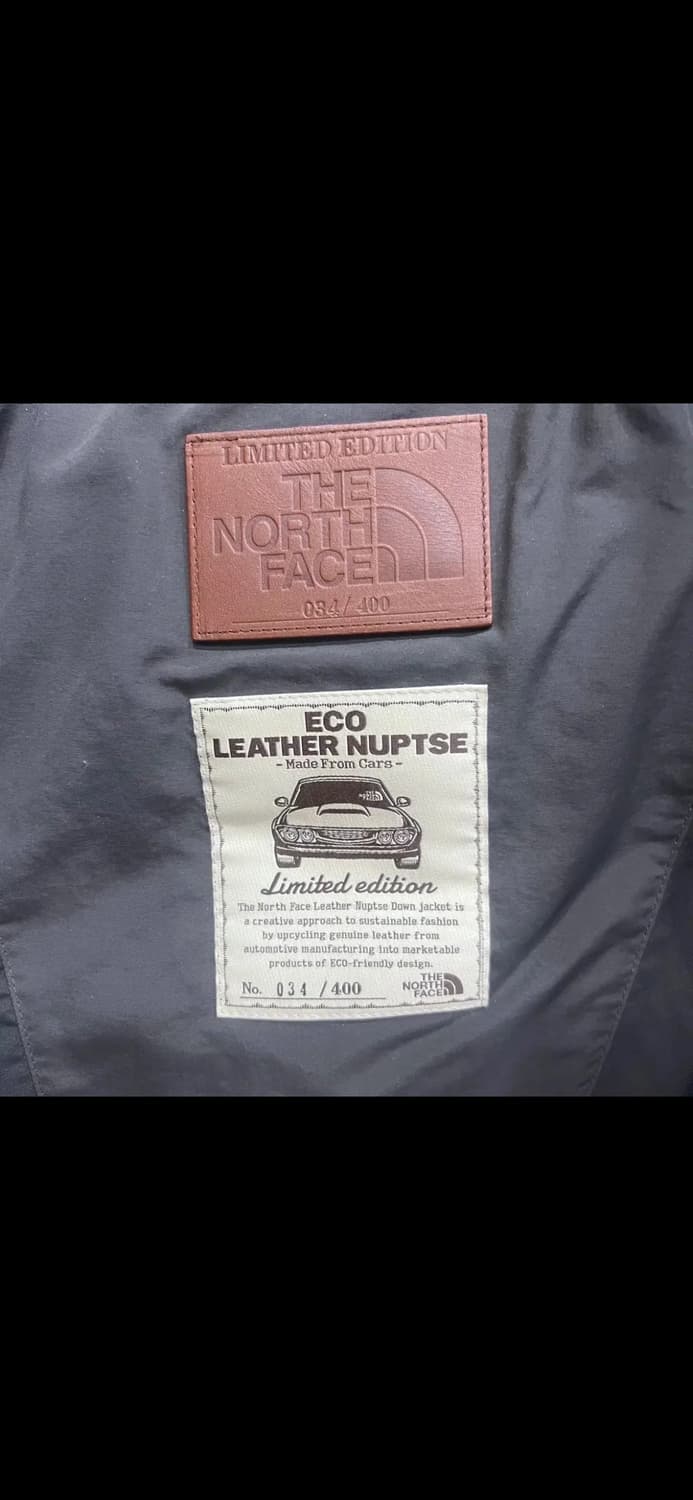 LIMITED EDITION
THE
NORTH
FACE
034/400
ECO
LEATHER NUPTSE
- Made From Cars -
Limited edition
The North Face Leather Nuptse Down jacket is
a creative approach to sustainable fashion
by upcycling genuine leather from
automotive manufacturing into marketable
products of ECO-friendly design.
No. 034 /400
THE
NORTH
FACE